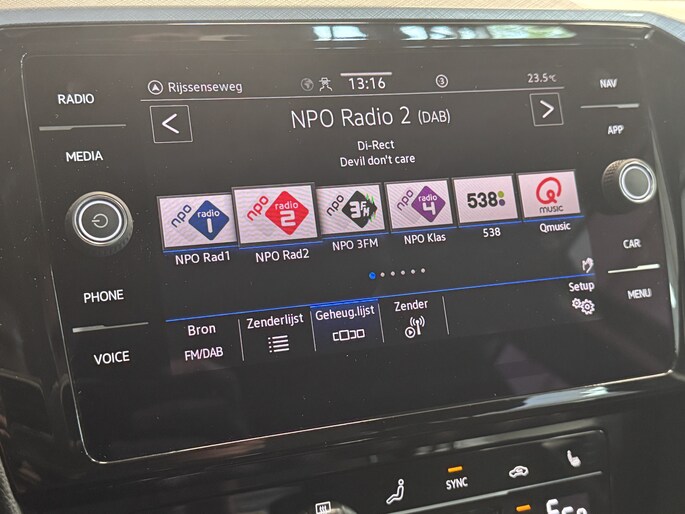 RADIO
Rijssenseweg
13:16
3
23.5°C
NAV
MEDIA
NPO Radio 2 (DAB)
APP
Di-Rect
Devil don't care
npo radio 1
npo radio 2
npo 3FM
npo radio 4
538
Q music
NPO Rad1
NPO Rad2
NPO 3FM
NPO Klas
538
Qmusic
CAR
PHONE
Setup
MENU
Bron
FM/DAB
Zenderlijst
Geheug.lijst
Zender
VOICE
SYNC